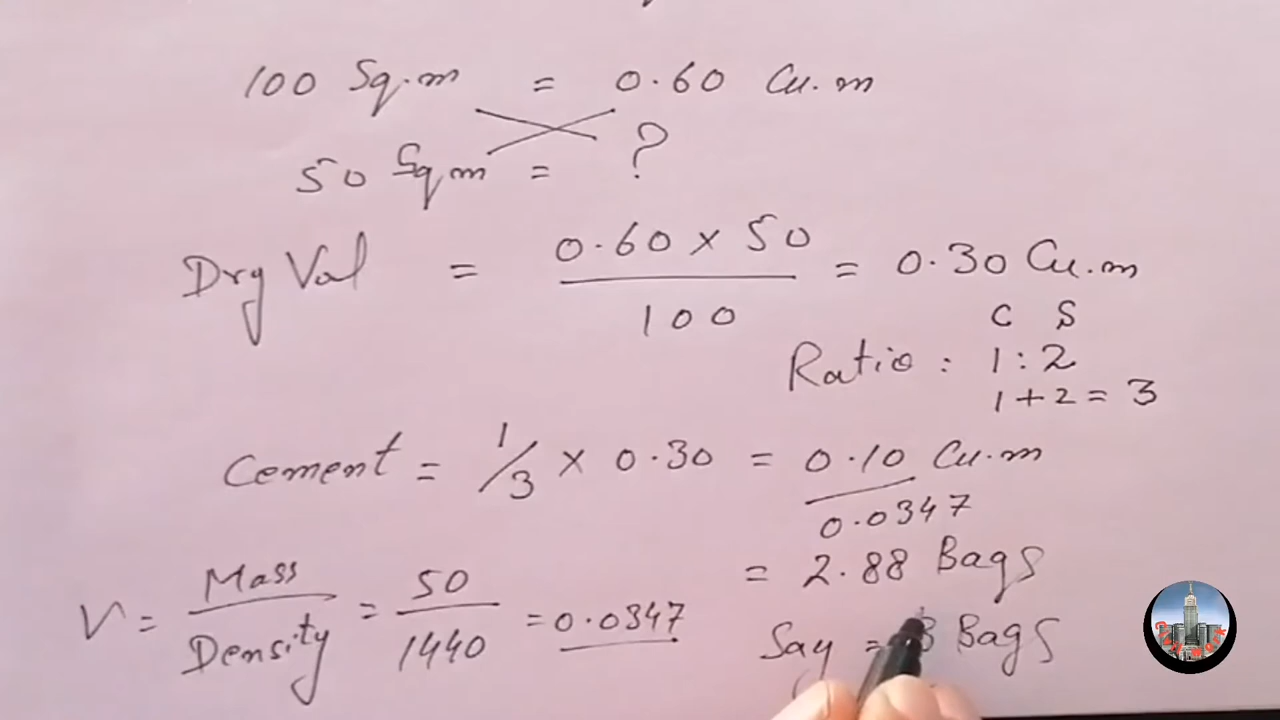 100 Sq.m = 0.60 Cu.m
50 Sqm = ?
Dry Vol = 0.60 x 50 / 100 = 0.30 Cu.m
C S
Ratio : 1:2
1+2=3
Cement = 1/3 x 0.30 = 0.10 Cu.m / 0.0347
= 2.88 Bags
V = Mass / Density = 50 / 1440 = 0.0347
Say = 3 Bags